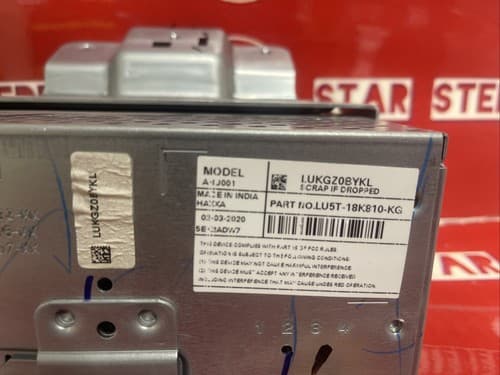 STAR STE
LUKGZ0BYKL
MODEL
LUKGZ0BYKL
SCRAP IF DROPPED
MADE IN INDIA
PART NO.LU5T-18K810-KG
03-03-2020
THIS DEVICE COMPLIES WITH PART 15 OF FCC RULES.
OPERATION IS SUBJECT TO THE FOLLOWING CONDITIONS:
(1) THIS DEVICE MAY NOT CAUSE HARMFUL INTERFERENCE.
(2) THIS DEVICE MUST ACCEPT ANY INTERFERENCE RECEIVED
INCLUDING INTERFERENCE THAT MAY CAUSE UNDESIRED OPERATION.
1 2 3 4